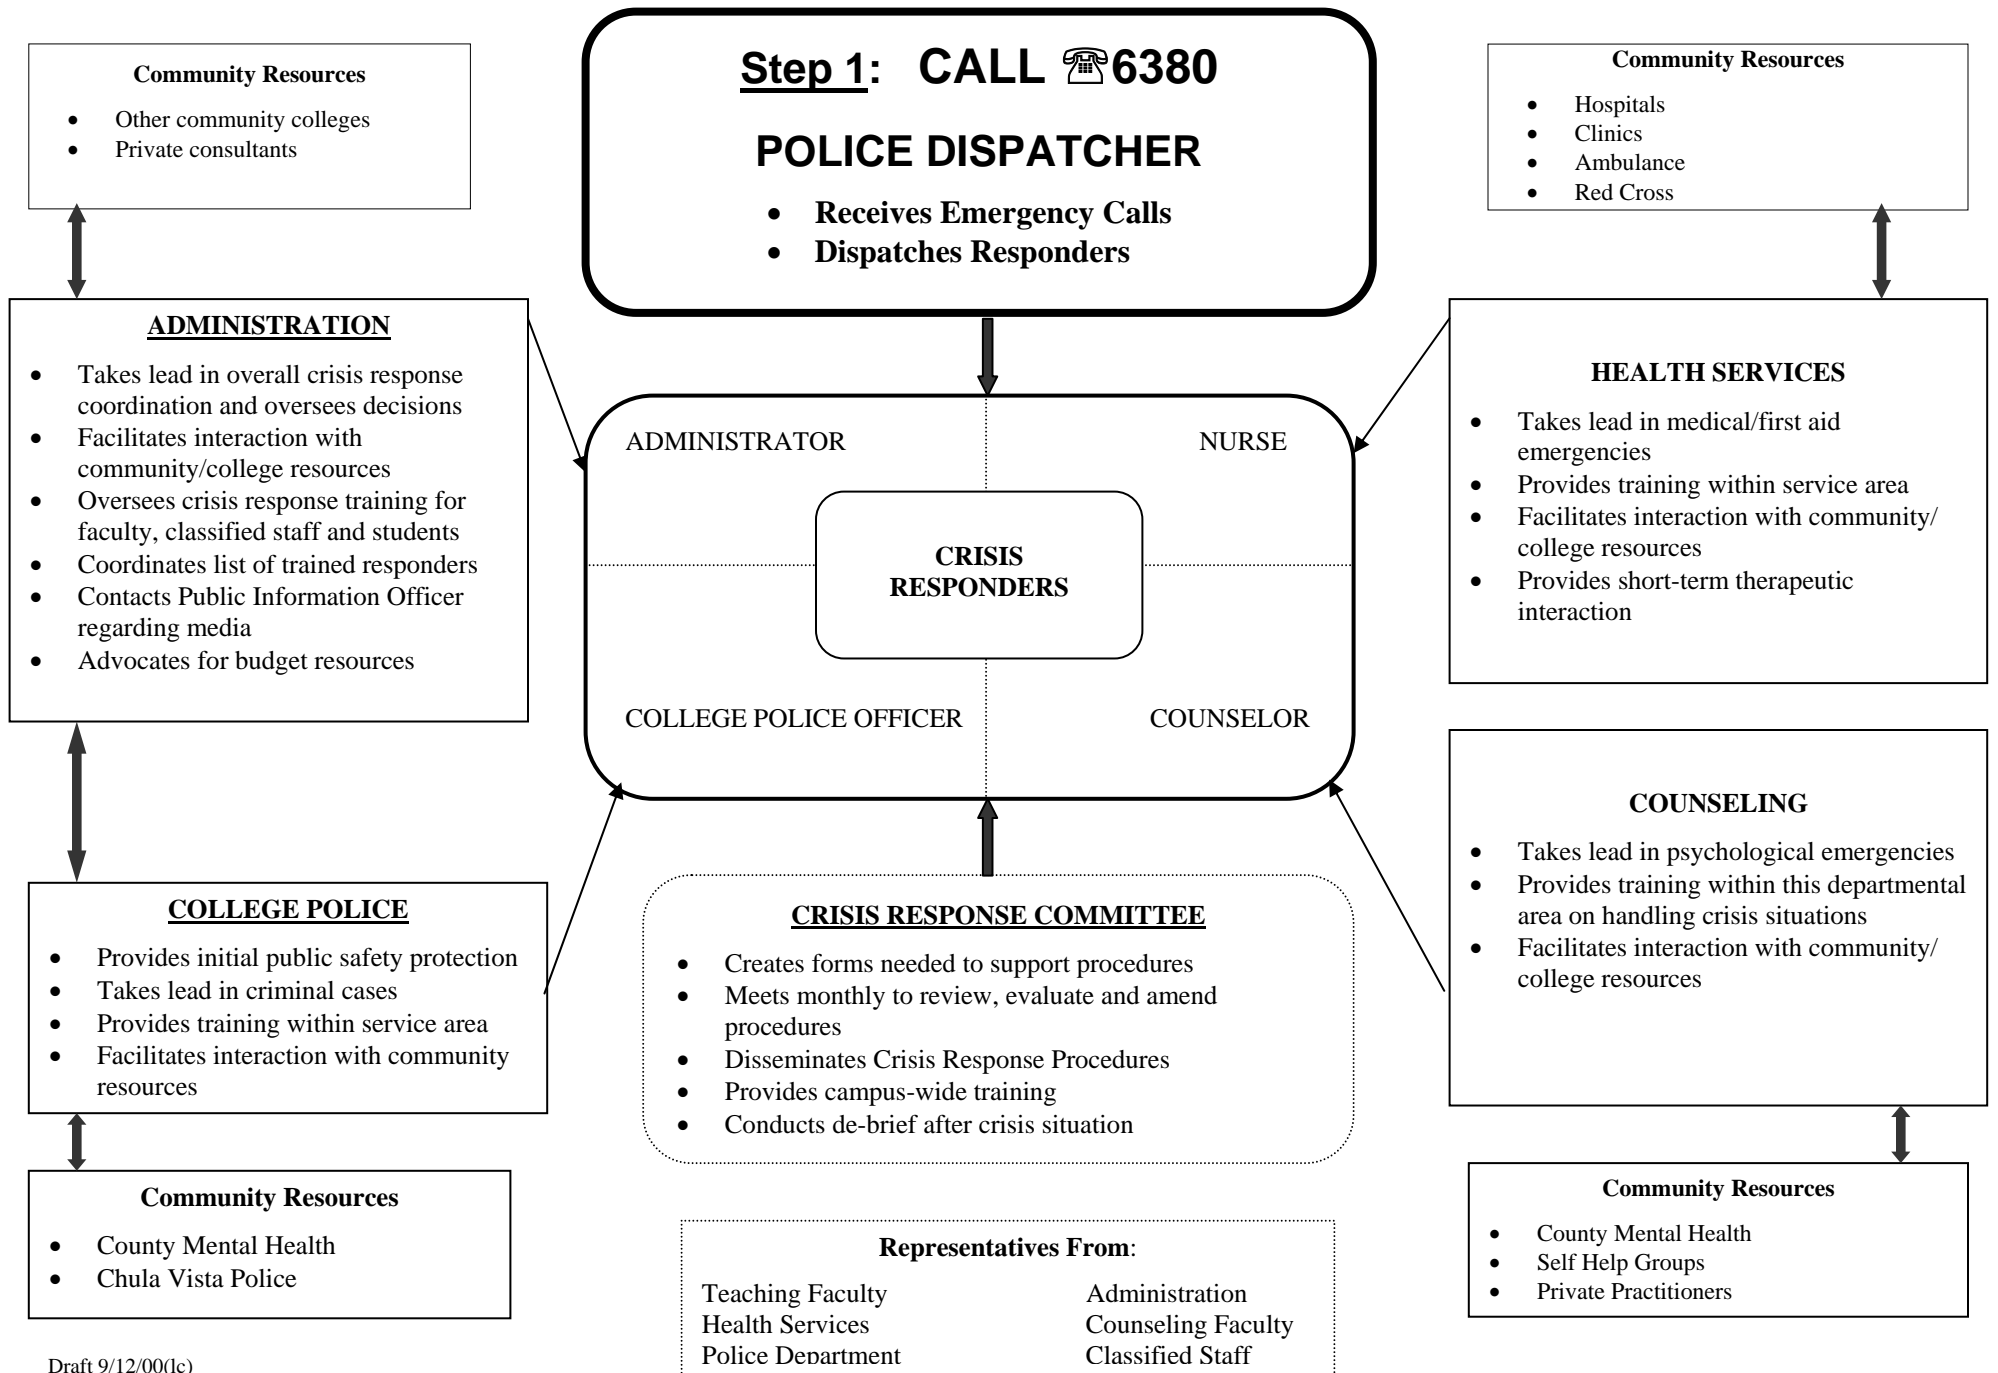 Community Resources
• Other community colleges
• Private consultants
Step 1: CALL ☎6380
POLICE DISPATCHER
• Receives Emergency Calls
• Dispatches Responders
Community Resources
• Hospitals
• Clinics
• Ambulance
• Red Cross
ADMINISTRATION
• Takes lead in overall crisis response
coordination and oversees decisions
• Facilitates interaction with
community/college resources
• Oversees crisis response training for
faculty, classified staff and students
• Coordinates list of trained responders
• Contacts Public Information Officer
regarding media
• Advocates for budget resources
ADMINISTRATOR
NURSE
CRISIS
RESPONDERS
COLLEGE POLICE OFFICER
COUNSELOR
HEALTH SERVICES
• Takes lead in medical/first aid
emergencies
• Provides training within service area
• Facilitates interaction with community/
college resources
• Provides short-term therapeutic
interaction
COLLEGE POLICE
• Provides initial public safety protection
• Takes lead in criminal cases
• Provides training within service area
• Facilitates interaction with community
resources
CRISIS RESPONSE COMMITTEE
• Creates forms needed to support procedures
• Meets monthly to review, evaluate and amend
procedures
• Disseminates Crisis Response Procedures
• Provides campus-wide training
• Conducts de-brief after crisis situation
COUNSELING
• Takes lead in psychological emergencies
• Provides training within this departmental
area on handling crisis situations
• Facilitates interaction with community/
college resources
Community Resources
• County Mental Health
• Chula Vista Police
Representatives From:
Teaching Faculty Administration
Health Services Counseling Faculty
Police Department Classified Staff
Community Resources
• County Mental Health
• Self Help Groups
• Private Practitioners
Draft 9/12/00(lc)